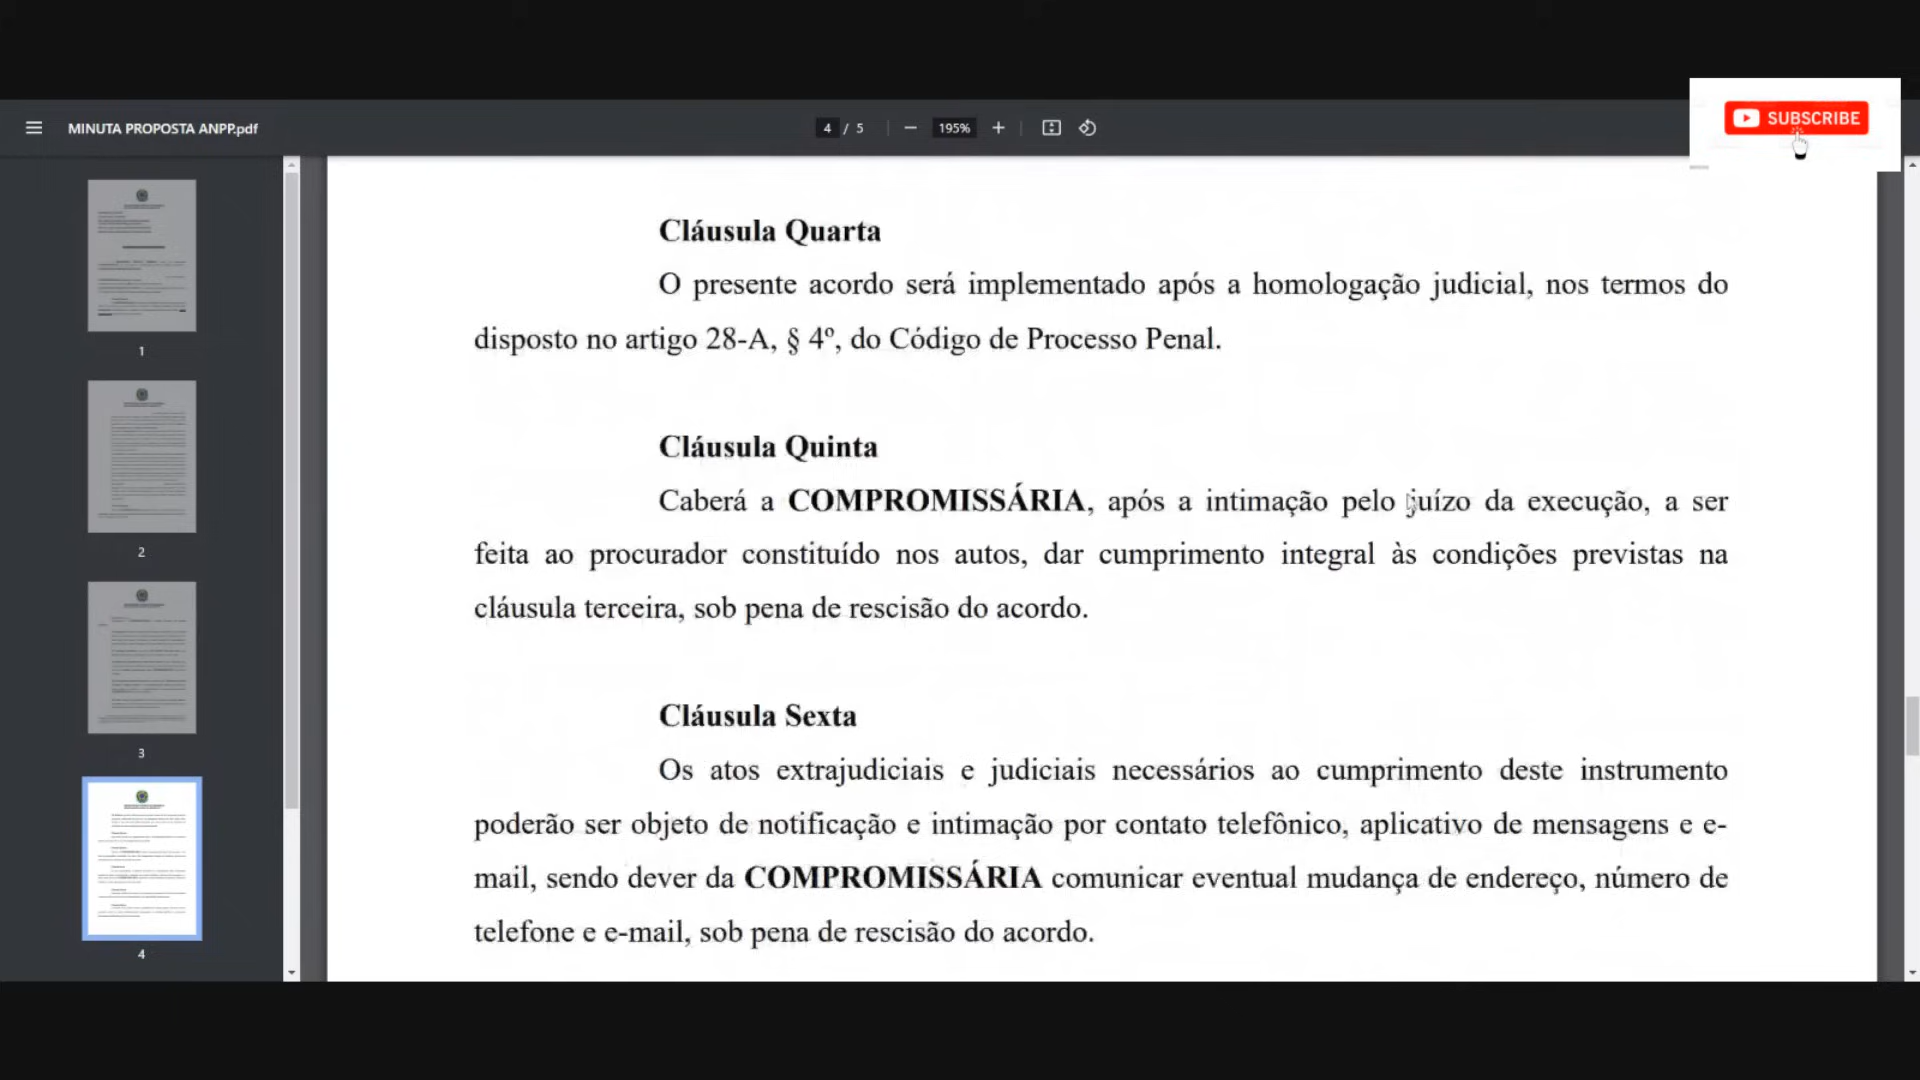 MINUTA PROPOSTA ANPP.pdf
4 / 5
195%
SUBSCRIBE
1
2
3
4
Cláusula Quarta
O presente acordo será implementado após a homologação judicial, nos termos do
disposto no artigo 28-A, § 4º, do Código de Processo Penal.
Cláusula Quinta
Caberá a COMPROMISSÁRIA, após a intimação pelo juízo da execução, a ser
feita ao procurador constituído nos autos, dar cumprimento integral às condições previstas na
cláusula terceira, sob pena de rescisão do acordo.
Cláusula Sexta
Os atos extrajudiciais e judiciais necessários ao cumprimento deste instrumento
poderão ser objeto de notificação e intimação por contato telefônico, aplicativo de mensagens e e-
mail, sendo dever da COMPROMISSÁRIA comunicar eventual mudança de endereço, número de
telefone e e-mail, sob pena de rescisão do acordo.